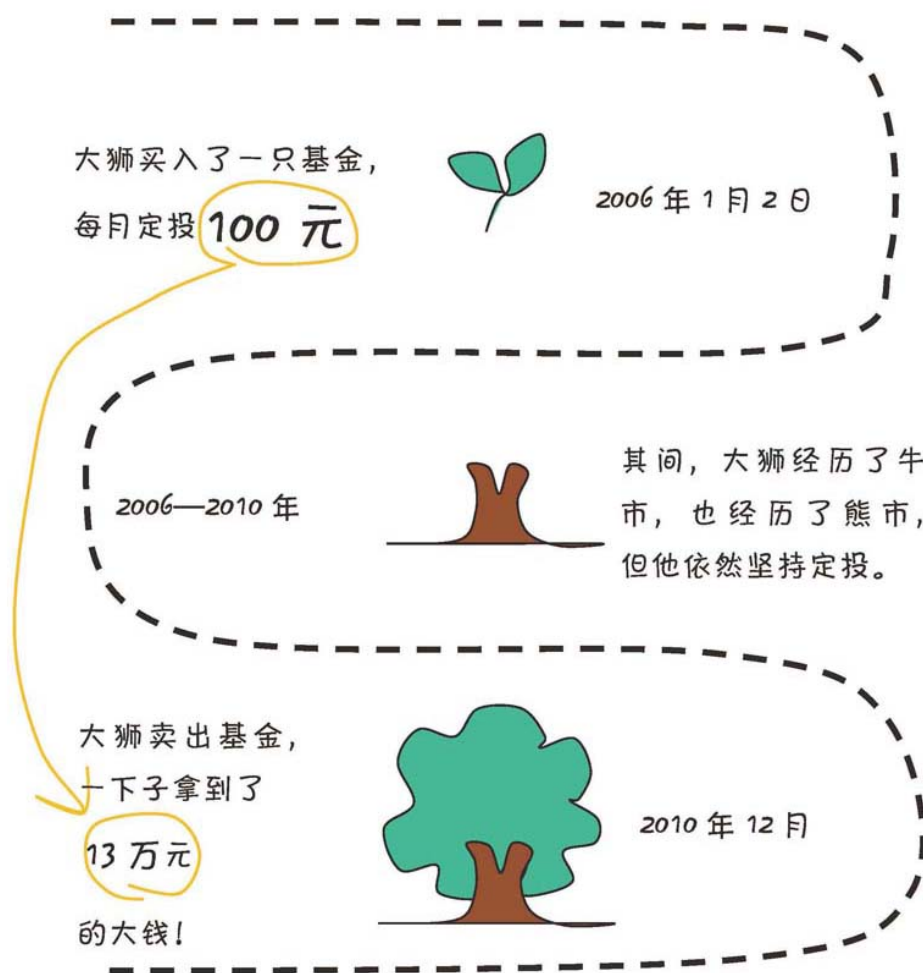 大狮买入了一只基金，
每月定投 100 元
2006 年 1 月 2 日
2006—2010 年
其间，大狮经历了牛
市，也经历了熊市，
但他依然坚持定投。
大狮卖出基金，
一下子拿到了
13 万元
的大钱！
2010 年 12 月